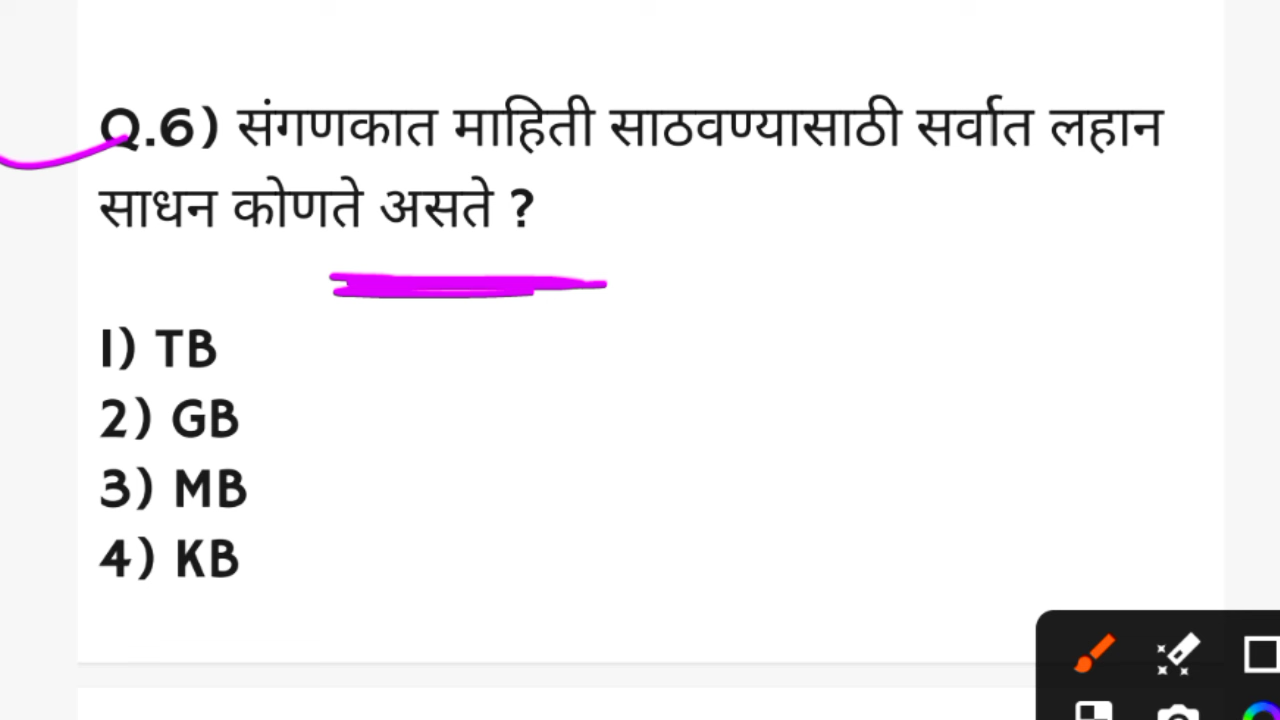 Q.6) संगणकात माहिती साठवण्यासाठी सर्वात लहान
साधन कोणते असते ?
1) TB
2) GB
3) MB
4) KB